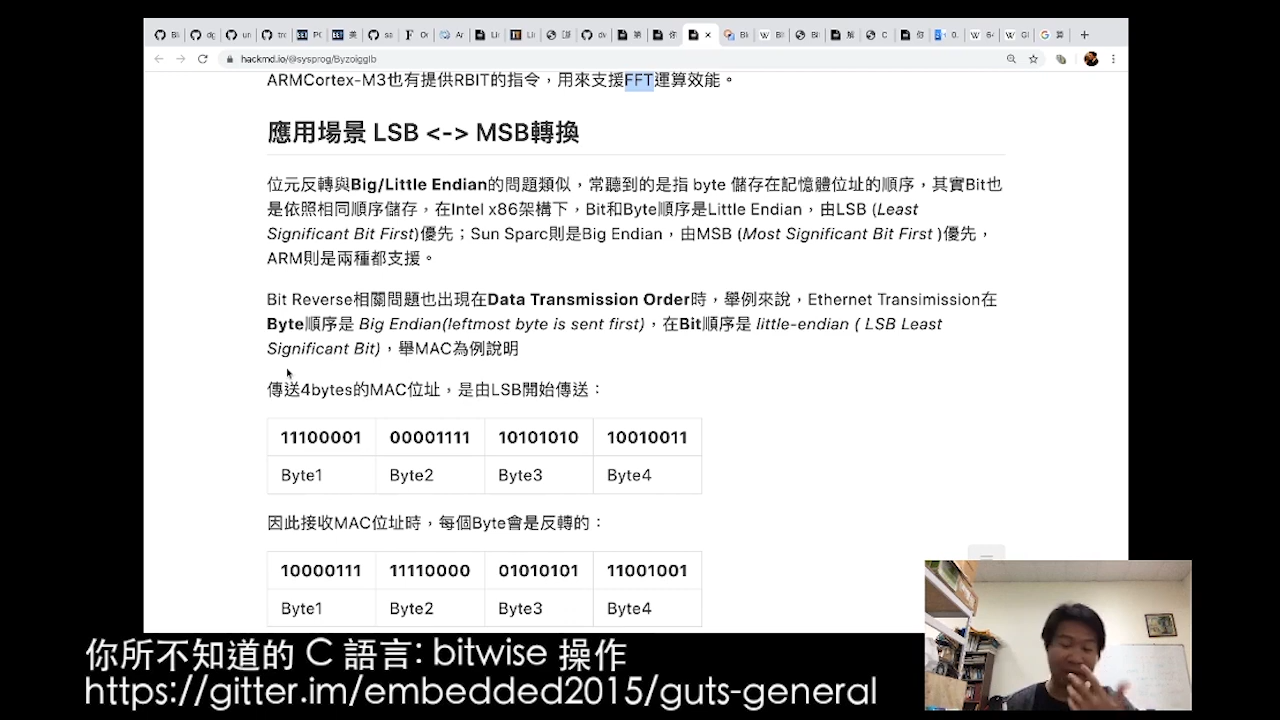 hackmd.io/@sysprog/Byzoigglb
ARMCortex-M3也有提供RBIT的指令，用來支援FFT運算效能。
應用場景 LSB <-> MSB轉換
位元反轉與Big/Little Endian的問題類似，常聽到的是指 byte 儲存在記憶體位址的順序，其實Bit也
是依照相同順序儲存，在Intel x86架構下，Bit和Byte順序是Little Endian，由LSB (Least
Significant Bit First)優先；Sun Sparc則是Big Endian，由MSB (Most Significant Bit First )優先，
ARM則是兩種都支援。
Bit Reverse相關問題也出現在Data Transmission Order時，舉例來說，Ethernet Transimission在
Byte順序是 Big Endian(leftmost byte is sent first)，在Bit順序是 little-endian ( LSB Least
Significant Bit)，舉MAC為例說明
傳送4bytes的MAC位址，是由LSB開始傳送：
11100001 00001111 10101010 10010011
Byte1 Byte2 Byte3 Byte4
因此接收MAC位址時，每個Byte會是反轉的：
10000111 11110000 01010101 11001001
Byte1 Byte2 Byte3 Byte4
你所不知道的 C 語言: bitwise 操作
https://gitter.im/embedded2015/guts-general